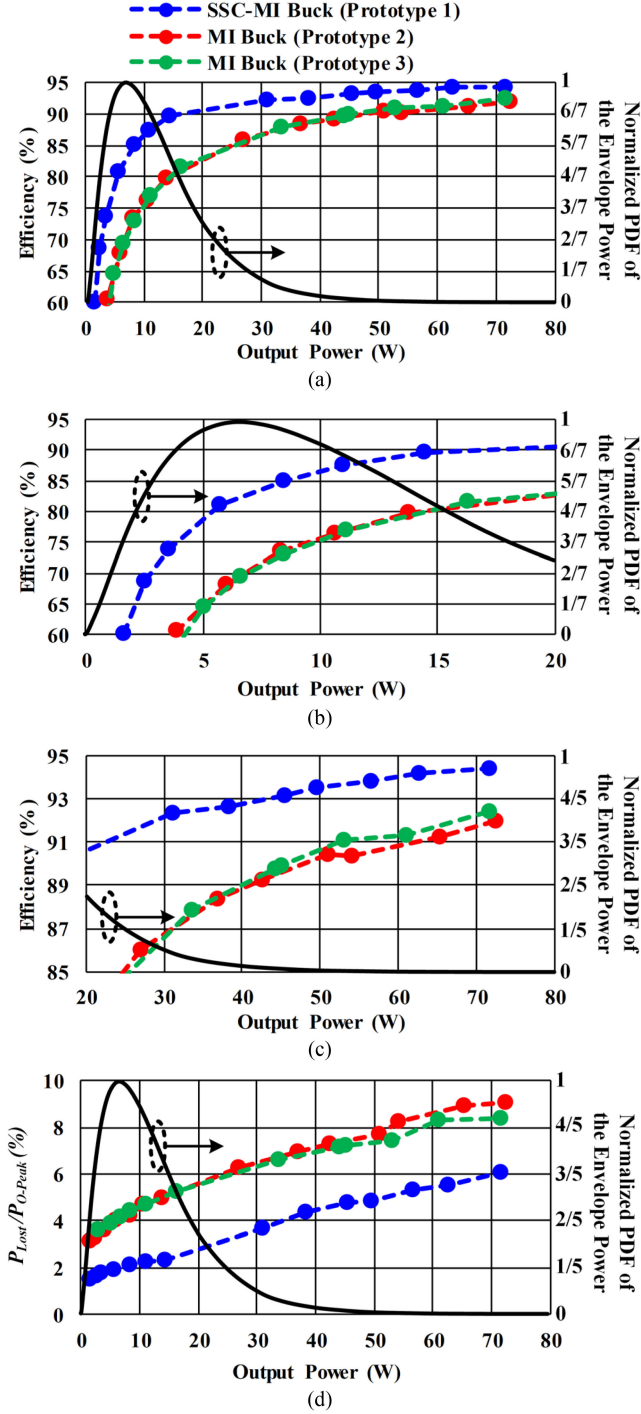 SSC-MI Buck (Prototype 1)
MI Buck (Prototype 2)
MI Buck (Prototype 3)
95
90
85
80
75
70
65
60
Efficiency (%)
1
6/7
5/7
4/7
3/7
2/7
1/7
0
Normalized PDF of
the Envelope Power
0 10 20 30 40 50 60 70 80
Output Power (W)
(a)
95
90
85
80
75
70
65
60
Efficiency (%)
1
6/7
5/7
4/7
3/7
2/7
1/7
0
Normalized PDF of
the Envelope Power
0 5 10 15 20
Output Power (W)
(b)
95
93
91
89
87
85
Efficiency (%)
1
4/5
3/5
2/5
1/5
0
Normalized PDF of
the Envelope Power
20 30 40 50 60 70 80
Output Power (W)
(c)
10
8
6
4
2
0
P_Lost/P_O-Peak(%)
1
4/5
3/5
2/5
1/5
0
Normalized PDF of
the Envelope Power
0 10 20 30 40 50 60 70 80
Output Power (W)
(d)